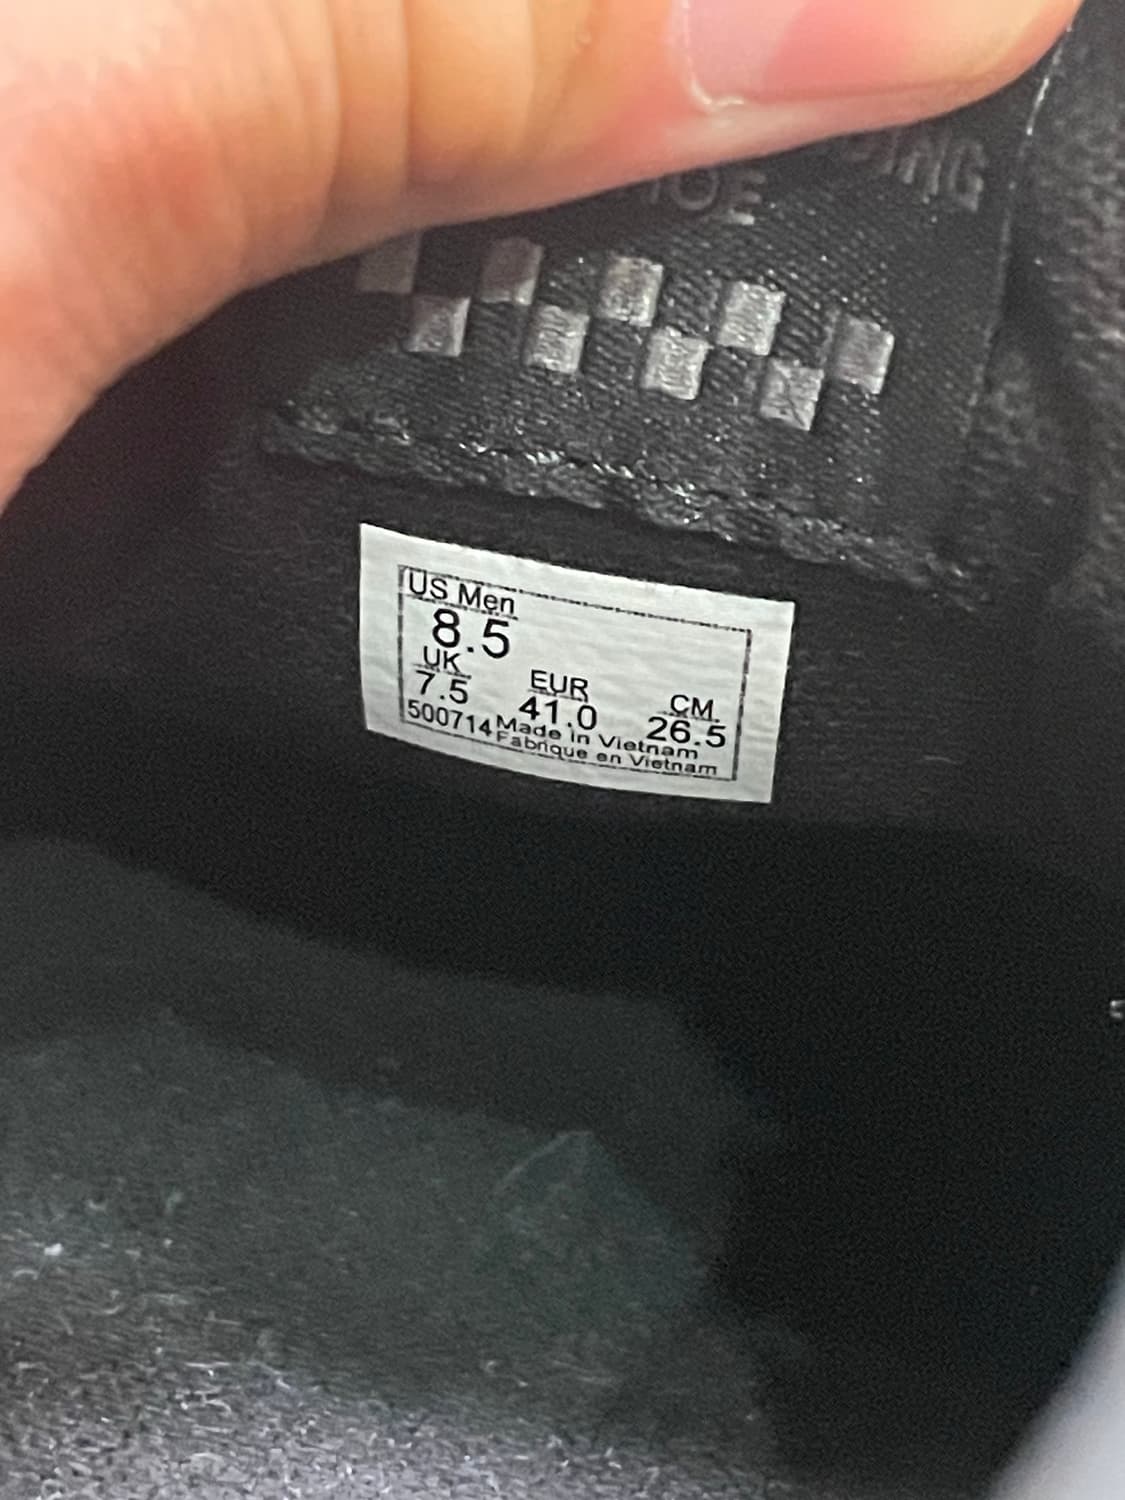 US Men
8.5
UK EUR CM
7.5 41.0 26.5
500714 Made in Vietnam
Fabrique en Vietnam